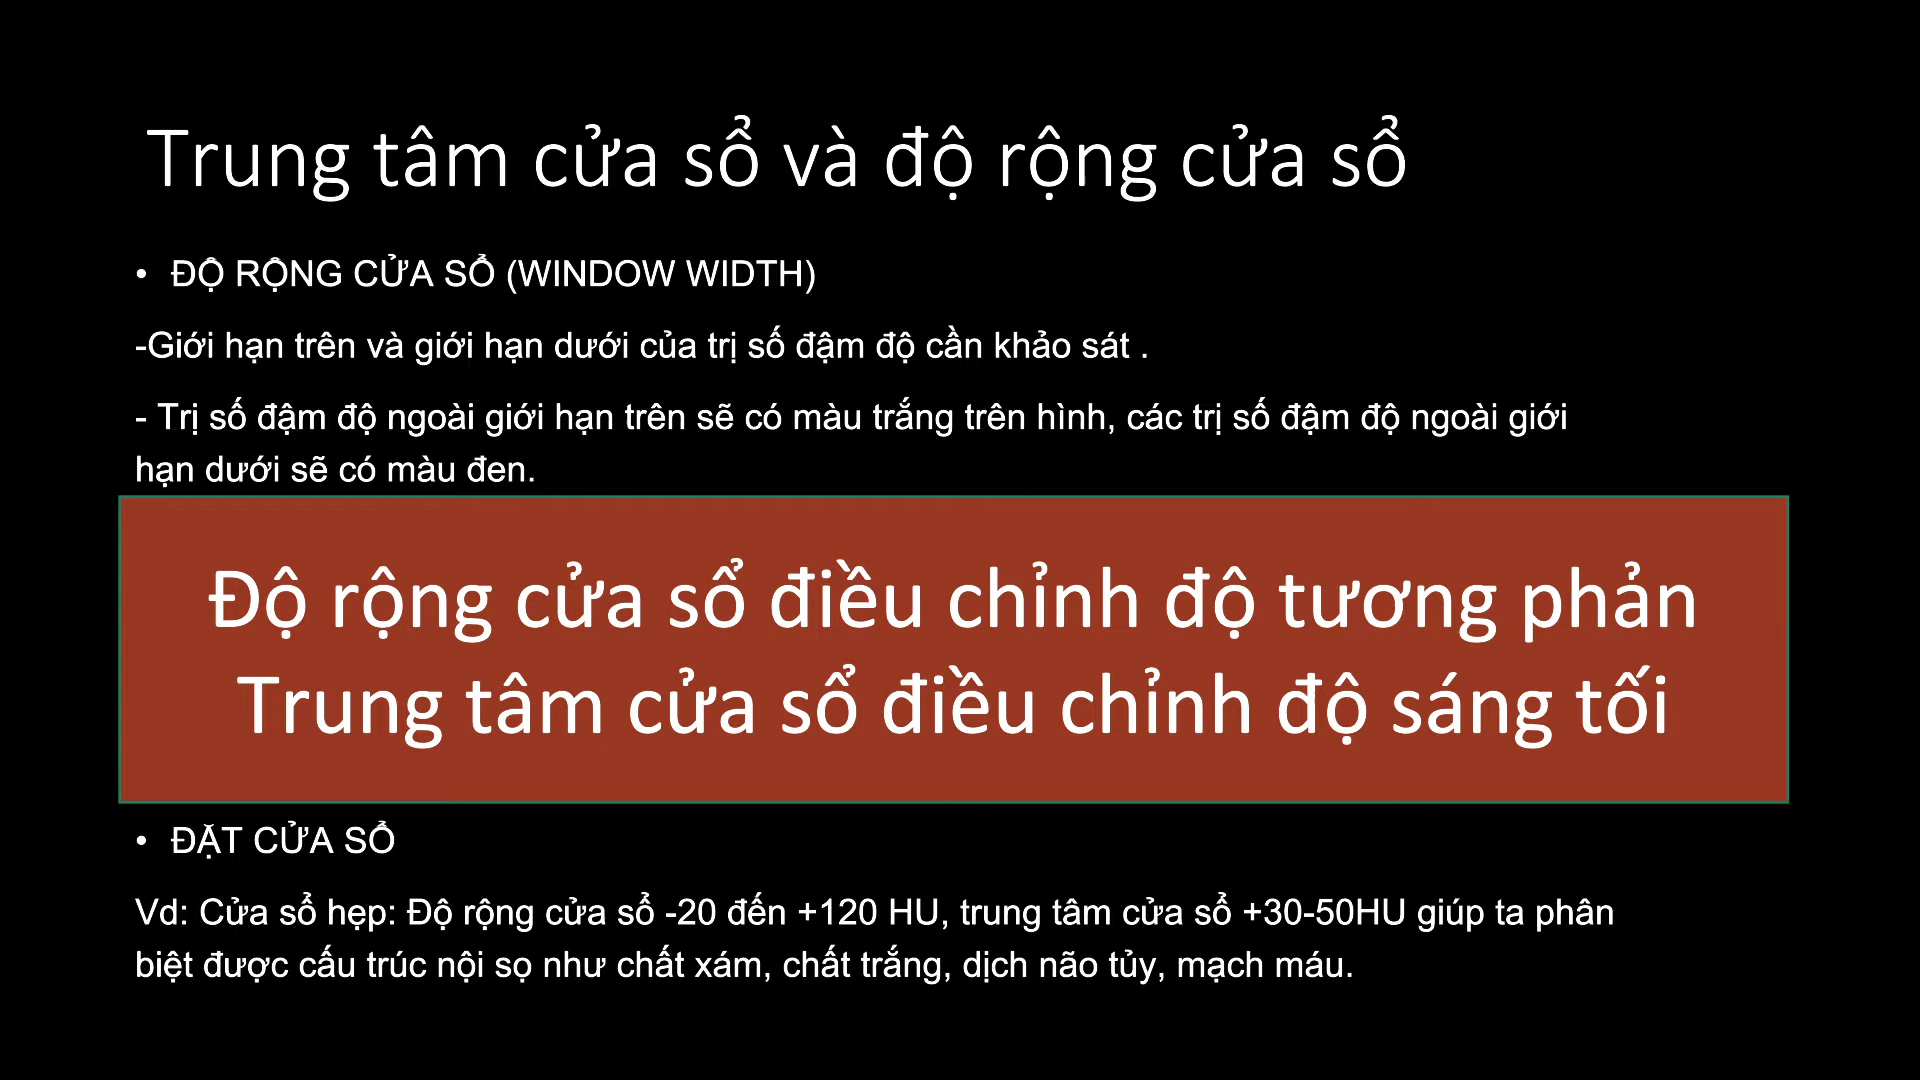 Trung tâm cửa sổ và độ rộng cửa sổ
• ĐỘ RỘNG CỬA SỔ (WINDOW WIDTH)
-Giới hạn trên và giới hạn dưới của trị số đậm độ cần khảo sát .
- Trị số đậm độ ngoài giới hạn trên sẽ có màu trắng trên hình, các trị số đậm độ ngoài giới
hạn dưới sẽ có màu đen.
Độ rộng cửa sổ điều chỉnh độ tương phản
Trung tâm cửa sổ điều chỉnh độ sáng tối
• ĐẶT CỬA SỔ
Vd: Cửa sổ hẹp: Độ rộng cửa sổ -20 đến +120 HU, trung tâm cửa sổ +30-50HU giúp ta phân
biệt được cấu trúc nội sọ như chất xám, chất trắng, dịch não tủy, mạch máu.